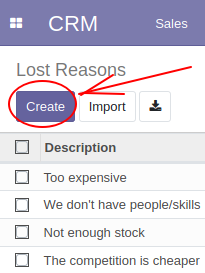 CRM Sales
Lost Reasons
Create Import
Description
Too expensive
We don't have people/skills
Not enough stock
The competition is cheaper